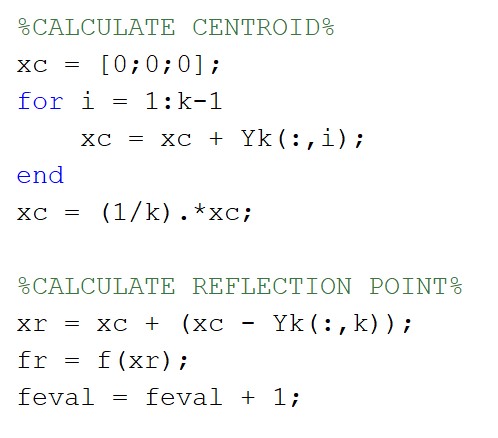 %CALCULATE CENTROID%
xc = [0;0;0];
for i = 1:k-1
    xc = xc + Yk(:,i);
end
xc = (1/k).*xc;

%CALCULATE REFLECTION POINT%
xr = xc + (xc - Yk(:,k));
fr = f(xr);
feval = feval + 1;